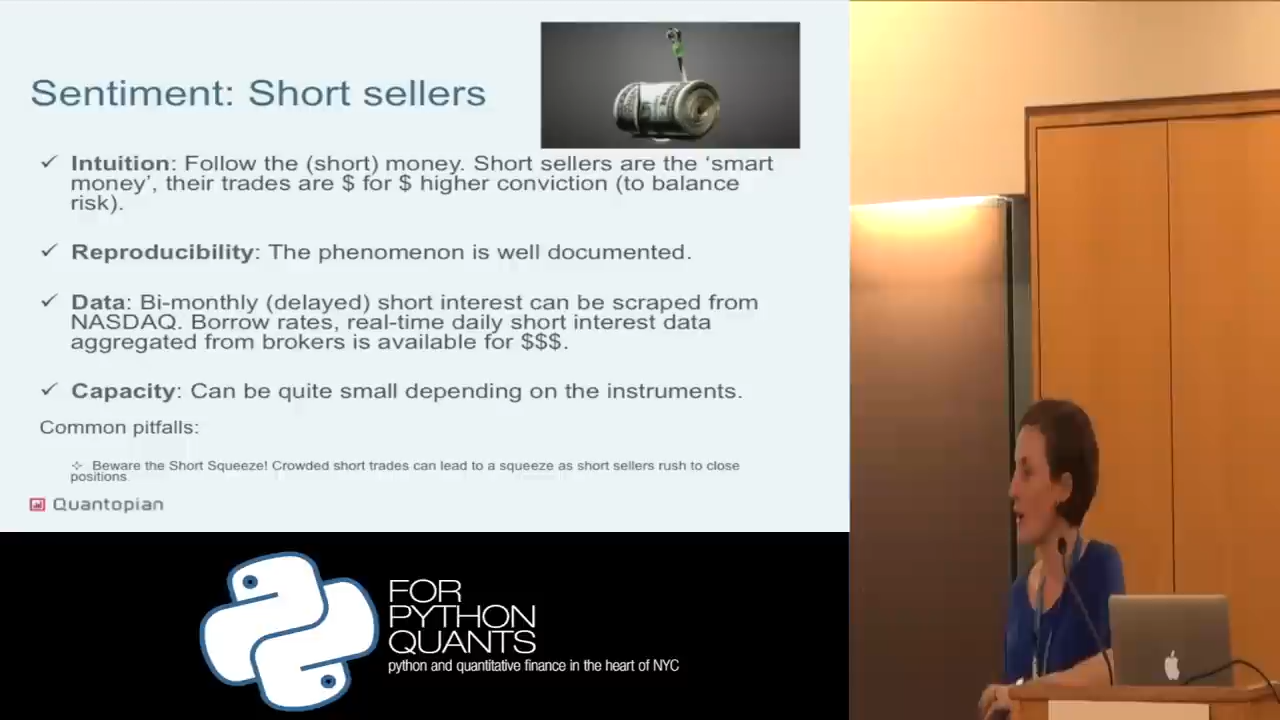 Sentiment: Short sellers
✓ Intuition: Follow the (short) money. Short sellers are the ‘smart
money’, their trades are $ for $ higher conviction (to balance
risk).
✓ Reproducibility: The phenomenon is well documented.
✓ Data: Bi-monthly (delayed) short interest can be scraped from
NASDAQ. Borrow rates, real-time daily short interest data
aggregated from brokers is available for $$$.
✓ Capacity: Can be quite small depending on the instruments.
Common pitfalls:
✧ Beware the Short Squeeze! Crowded short trades can lead to a squeeze as short sellers rush to close
positions
Quantopian
FOR
PYTHON
QUANTS
python and quantitative finance in the heart of NYC